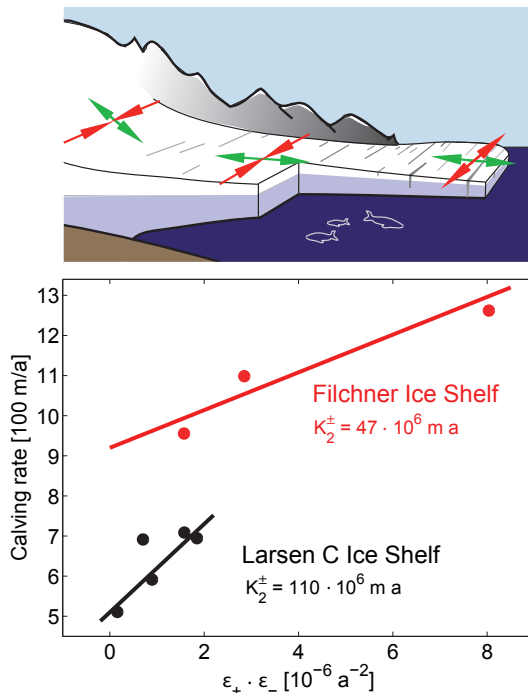 13
12
11
10
9
8
7
6
5
Calving rate [100 m/a]
Filchner Ice Shelf
K₂± = 47 · 10⁶ m a
Larsen C Ice Shelf
K₂± = 110 · 10⁶ m a
0 2 4 6 8
ε₊ · ε₋ [10⁻⁶ a⁻²]